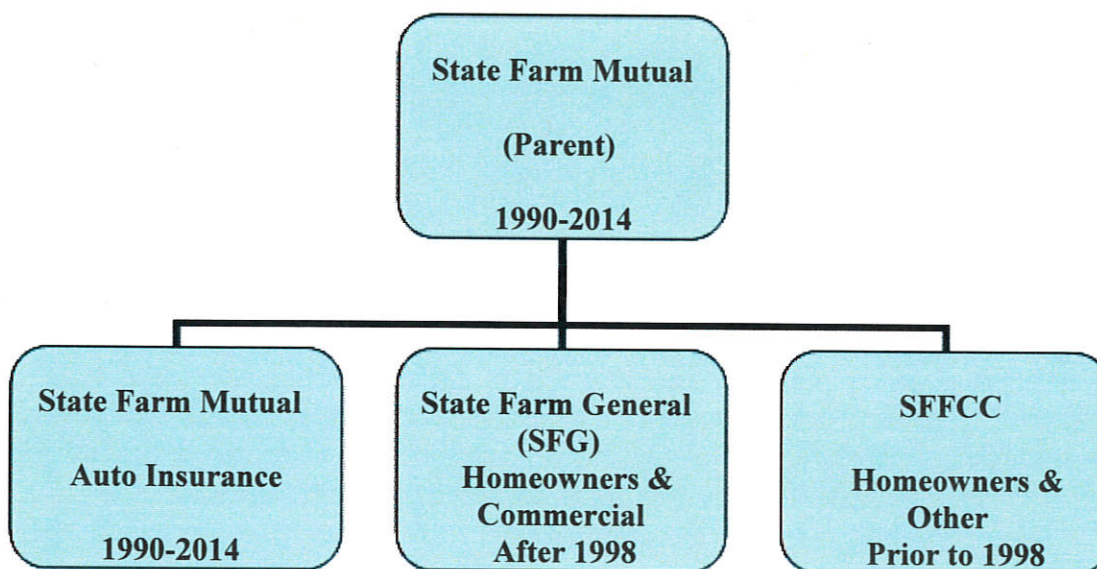 State Farm Mutual
(Parent)
1990-2014
State Farm Mutual
Auto Insurance
1990-2014
State Farm General
(SFG)
Homeowners &
Commercial
After 1998
SFFCC
Homeowners &
Other
Prior to 1998